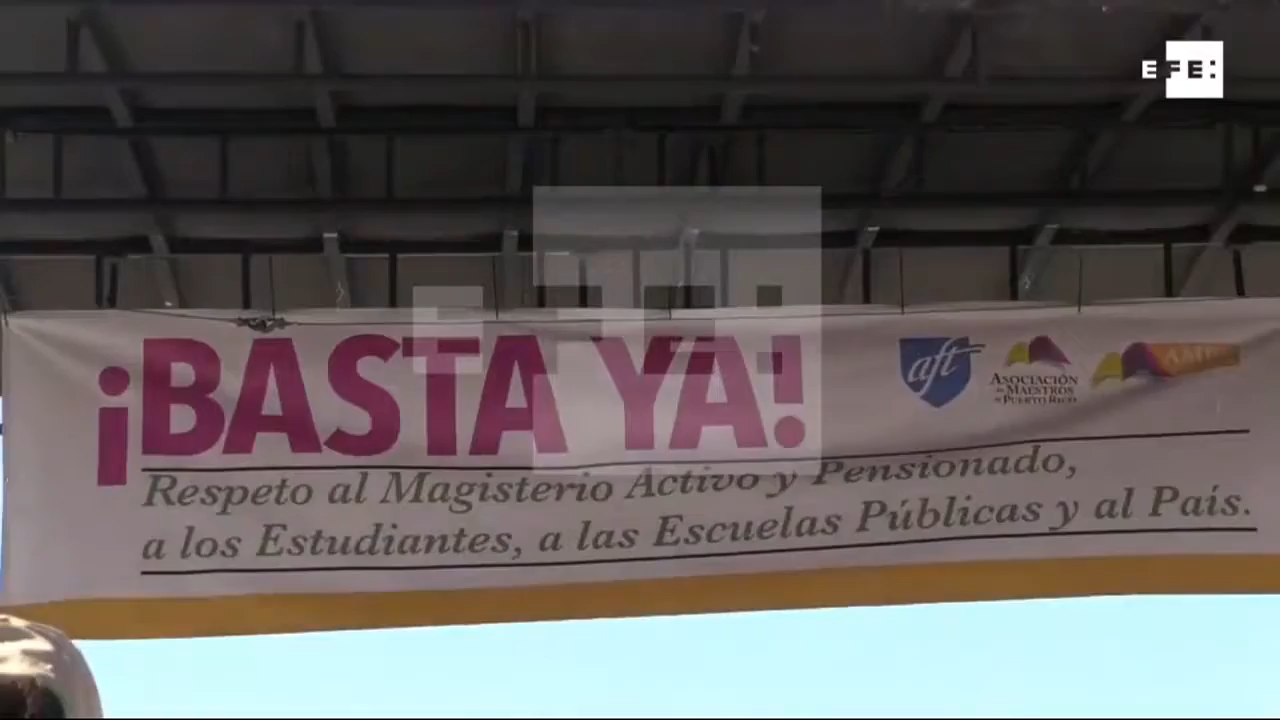 EFE:
EFE:
¡BASTA YA!
aft
ASOCIACIÓN
DE MAESTROS
DE PUERTO RICO
Respeto al Magisterio Activo y Pensionado,
a los Estudiantes, a las Escuelas Públicas y al País.